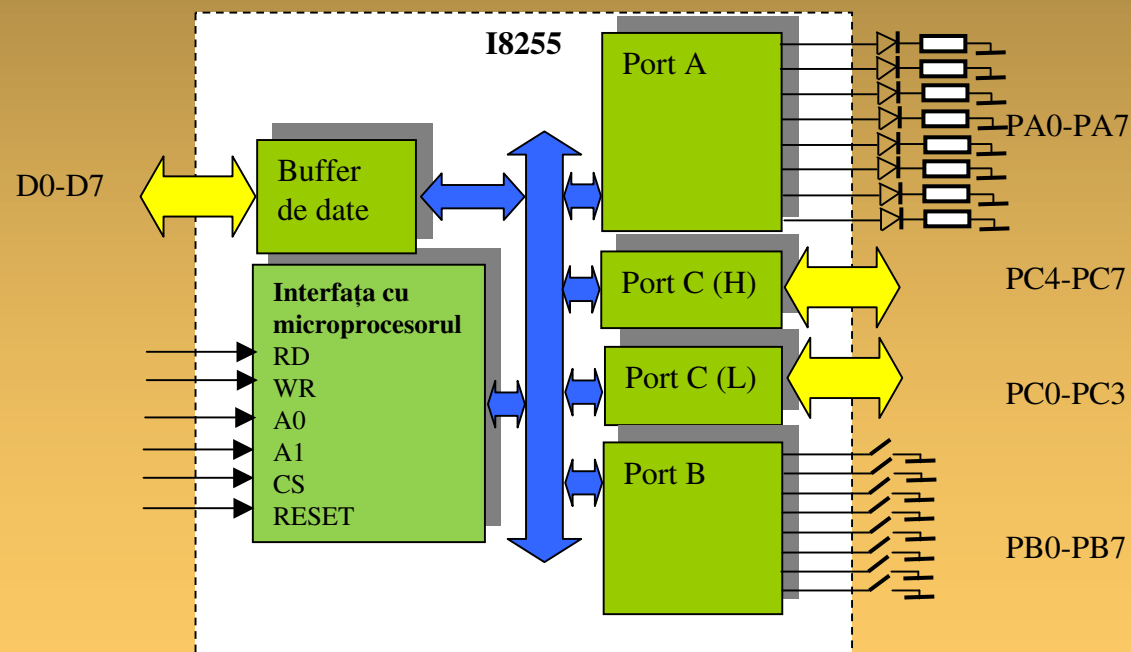 I8255
Port A
PA0-PA7
D0-D7
Buffer
de date
Interfața cu
microprocesorul
RD
WR
A0
A1
CS
RESET
Port C (H)
PC4-PC7
Port C (L)
PC0-PC3
Port B
PB0-PB7